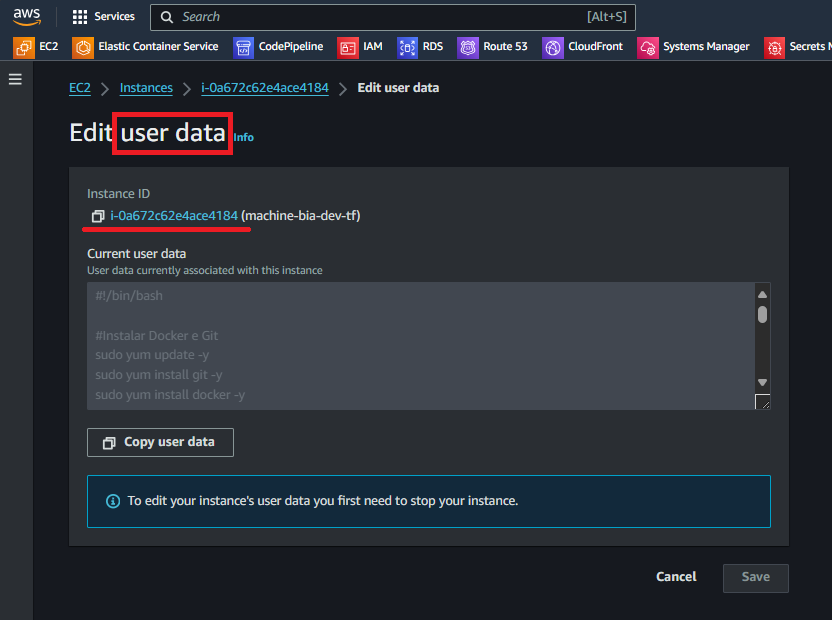 aws Services Search [Alt+S]
EC2 Elastic Container Service CodePipeline IAM RDS Route 53 CloudFront Systems Manager Secrets M
EC2 Instances i-0a672c62e4ace4184 Edit user data
Edit user data Info
Instance ID
i-0a672c62e4ace4184 (machine-bia-dev-tf)
Current user data
User data currently associated with this instance
#!/bin/bash
#Instalar Docker e Git
sudo yum update -y
sudo yum install git -y
sudo yum install docker -y
Copy user data
To edit your instance's user data you first need to stop your instance.
Cancel Save